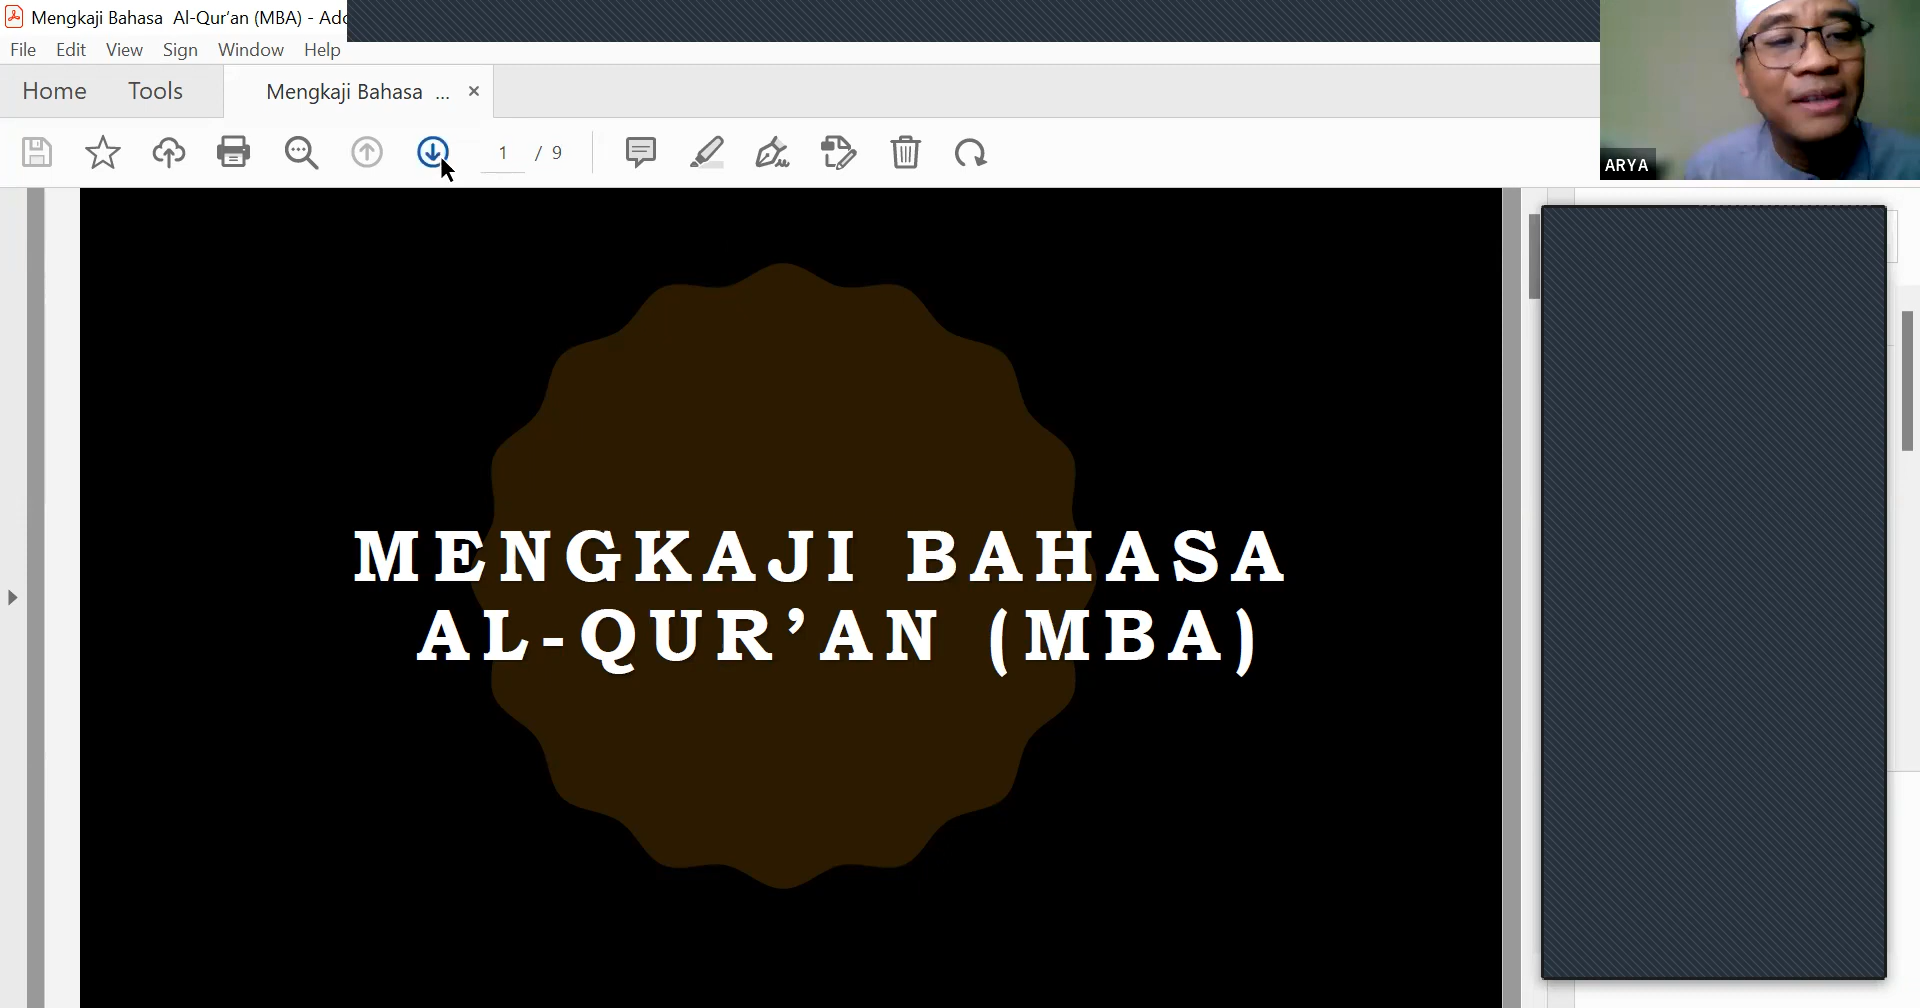 Mengkaji Bahasa Al-Qur'an (MBA) - Ado
File Edit View Sign Window Help
Home Tools Mengkaji Bahasa ... ×
1 / 9
ARYA
MENGKAJI BAHASA
AL-QUR’AN (MBA)